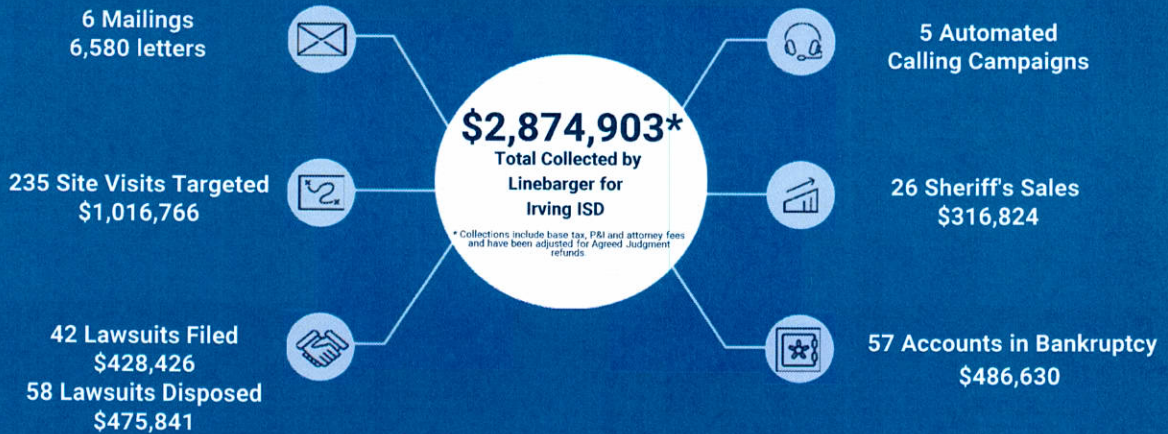 6 Mailings
6,580 letters
5 Automated
Calling Campaigns
$2,874,903*
Total Collected by
Linebarger for
Irving ISD
* Collections include base tax, P&I and attorney fees
and have been adjusted for Agreed Judgment
refunds
235 Site Visits Targeted
$1,016,766
26 Sheriff's Sales
$316,824
42 Lawsuits Filed
$428,426
58 Lawsuits Disposed
$475,841
57 Accounts in Bankruptcy
$486,630